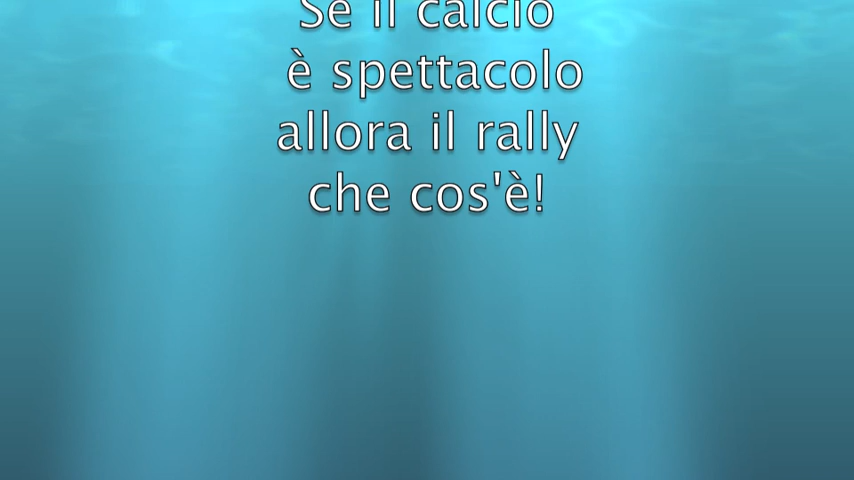 Se il calcio
è spettacolo
allora il rally
che cos'è!